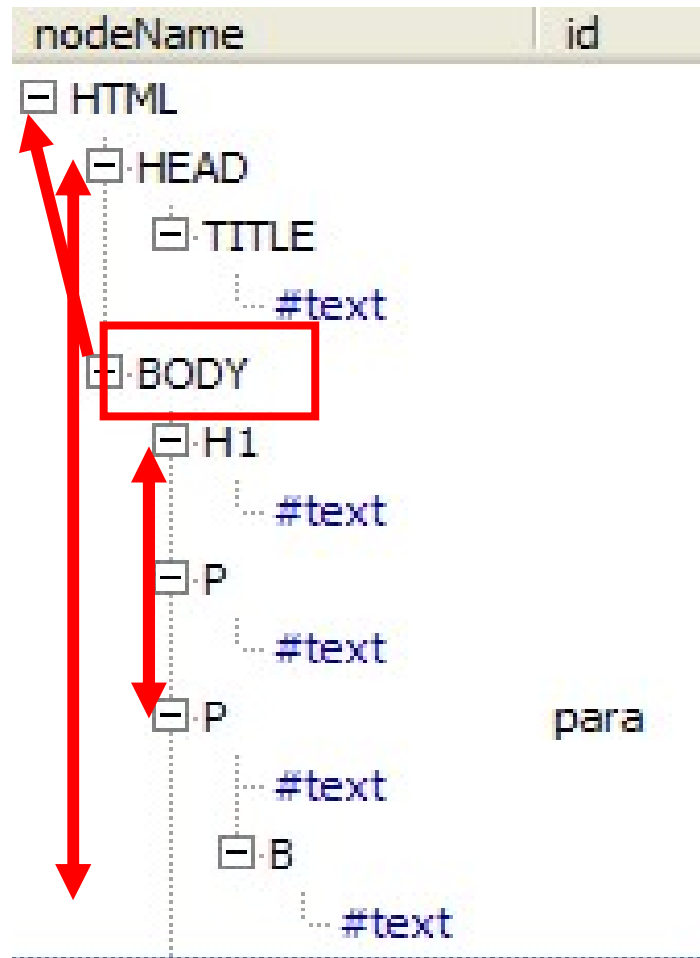 nodeName id
HTML
HEAD
TITLE
#text
BODY
H1
#text
P
#text
P para
#text
B
#text